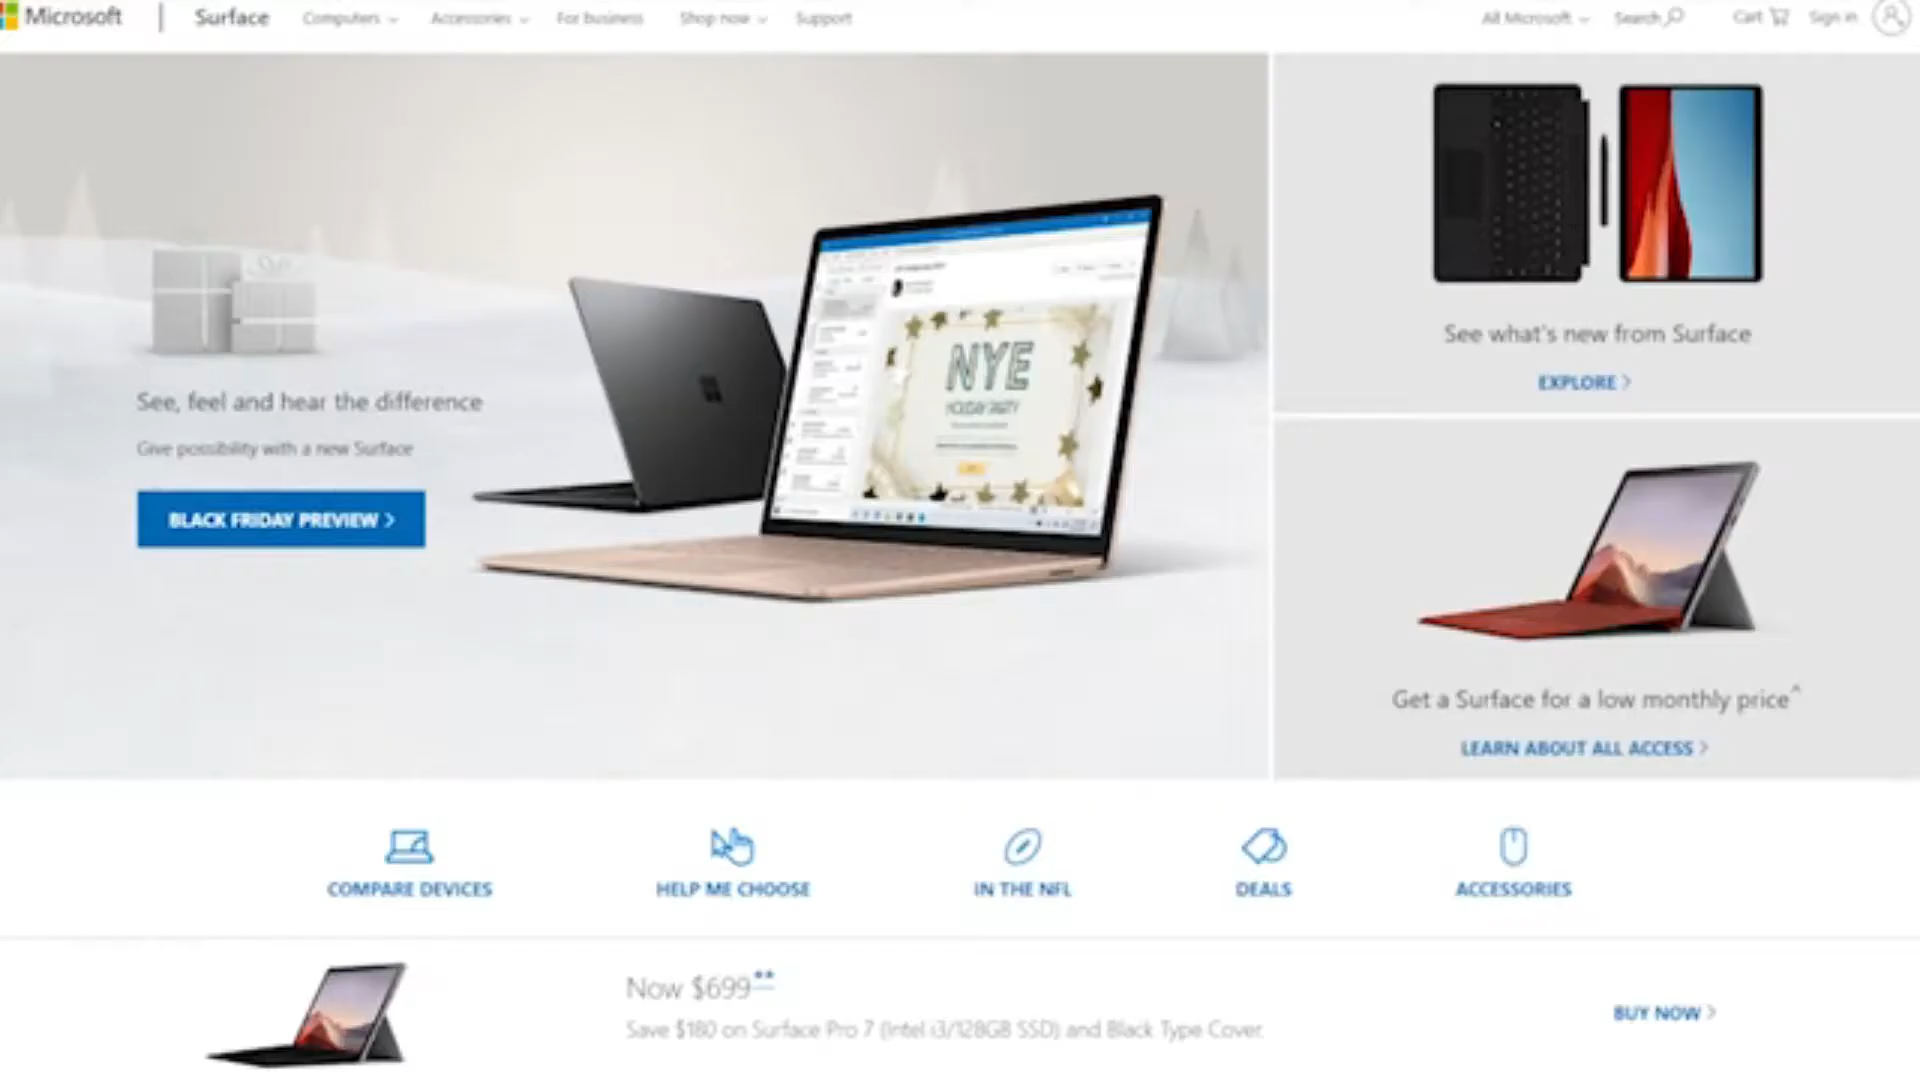 Microsoft | Surface Computers Accessories For business Shop now Support All Microsoft Search Cart Sign in
See, feel and hear the difference
Give possibility with a new Surface
BLACK FRIDAY PREVIEW >
NYE
HOLIDAY PARTY
See what's new from Surface
EXPLORE >
Get a Surface for a low monthly price^
LEARN ABOUT ALL ACCESS >
COMPARE DEVICES
HELP ME CHOOSE
IN THE NFL
DEALS
ACCESSORIES
Now $699**
Save $180 on Surface Pro 7 (Intel i3/128GB SSD) and Black Type Cover.
BUY NOW >